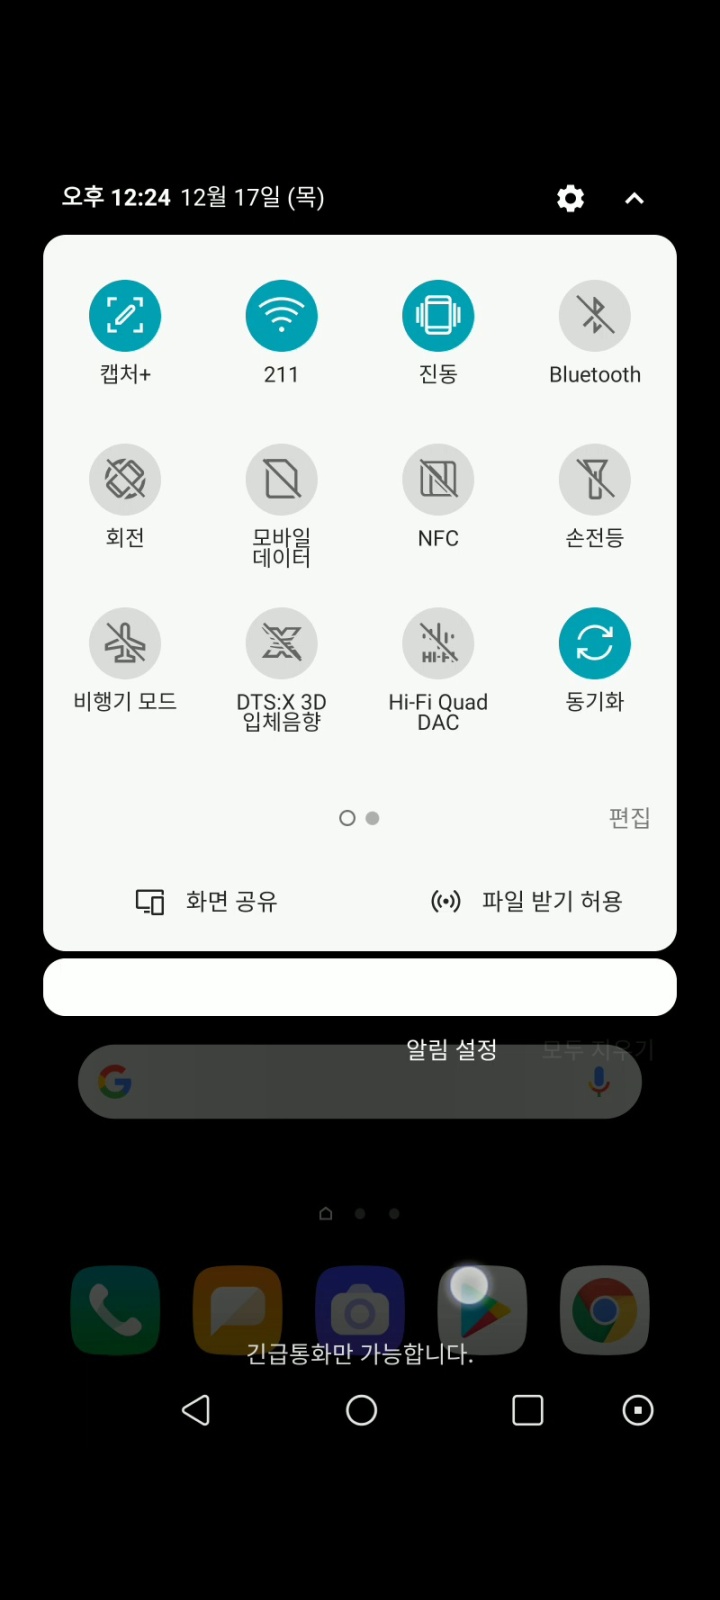 오후 12:24 12월 17일 (목)
캡처+ 211 진동 Bluetooth
회전 모바일 데이터 NFC 손전등
HI-FI
비행기 모드 DTS:X 3D 입체음향 Hi-Fi Quad DAC 동기화
편집
화면 공유 파일 받기 허용
알림 설정 모두 지우기
긴급통화만 가능합니다.